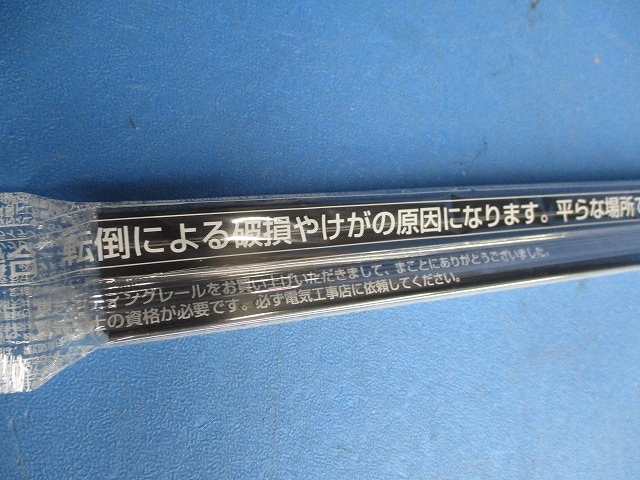 転倒による破損やけがの原因になります。平らな場所で
ィングレールをお買い上げいただきまして、まことにありがとうございました。
の資格が必要です。必ず電気工事店に依頼してください。